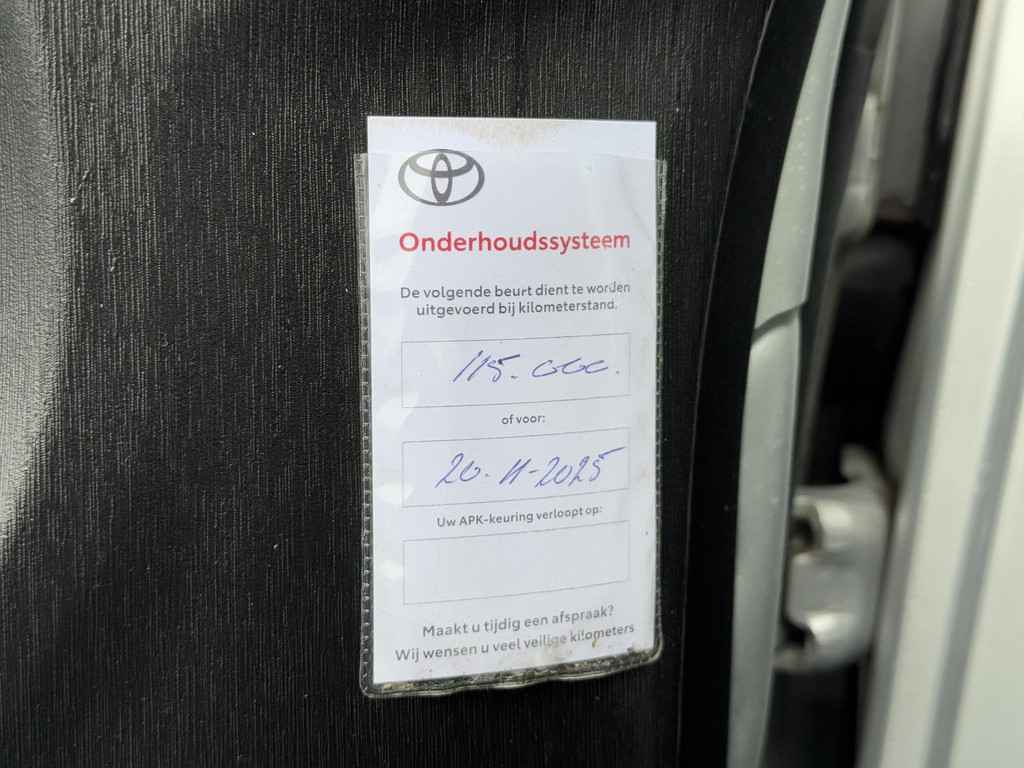 Onderhoudssysteem
De volgende beurt dient te worden
uitgevoerd bij kilometerstand.
115.000.
of voor:
20-11-2025
Uw APK-keuring verloopt op:
Maakt u tijdig een afspraak?
Wij wensen u veel veilige kilometers